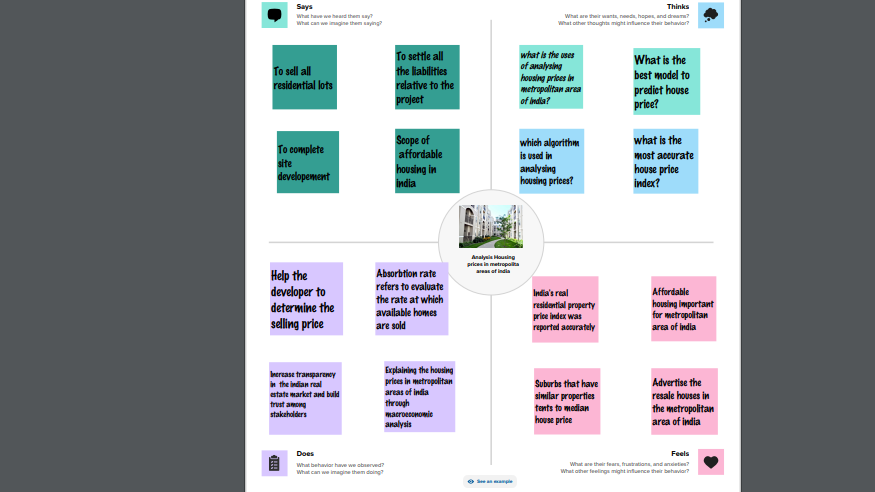 Says
What have we heard them say?
What can we imagine them saying?
Thinks
What are their wants, needs, hopes, and dreams?
What other thoughts might influence their behavior?
To sell all
residential lots
To settle all
the liabilities
relative to the
project
what is the uses
of analysing
housing prices in
metropolitan area
of india?
What is the
best model to
predict house
price?
To complete
site
developement
Scope of
affordable
housing in
india
which algorithm
is used in
analysing
housing prices?
what is the
most accurate
house price
index?
Analysis Housing
prices in metropolita
areas of india
Help the
developer to
determine the
selling price
Absorbtion rate
refers to evaluate
the rate at which
available homes
are sold
India's real
residential property
price index was
reported accurately
Affordable
housing important
for metropolitan
area of india
Increase transparency
in the indian real
estate market and build
trust among
stakeholders
Explaining the housing
prices in metropolitan
areas of india
through
macroeconomic
analysis
Suburbs that have
similar properties
tents to median
house price
Advertise the
resale houses in
the metropolitan
area of india
Does
What behavior have we observed?
What can we imagine them doing?
Feels
What are their fears, frustrations, and anxieties?
What other feelings might influence their behavior?
See an example